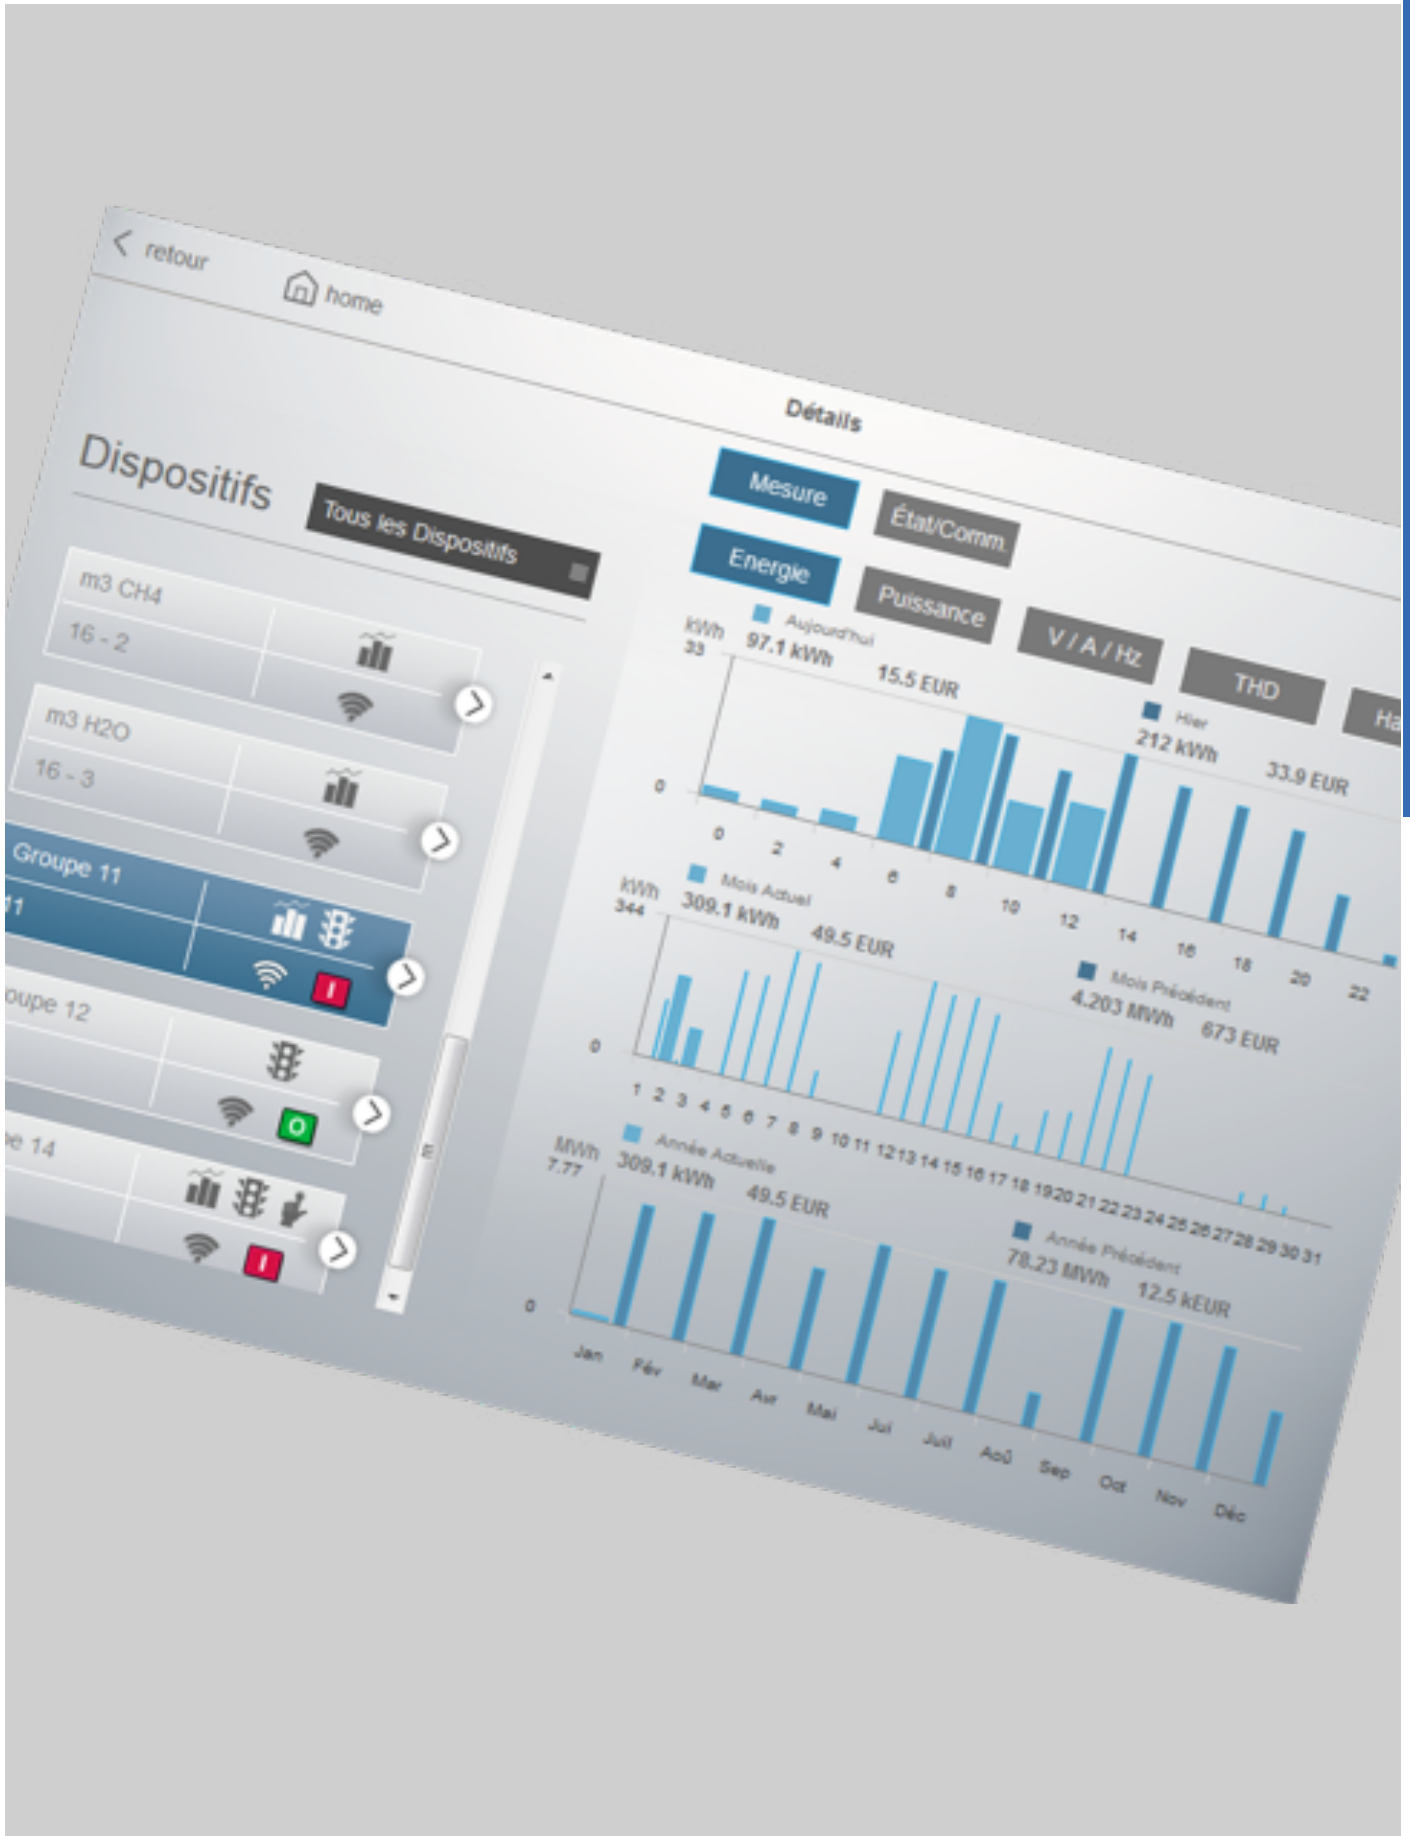 retour
home
Détails
Dispositifs
Tous les Dispositifs
m3 CH4
16 - 2
m3 H2O
16 - 3
Groupe 11
11
oupe 12
pe 14
Mesure
État/Comm.
Energie
Puissance
V / A / Hz
THD
Ha
kWh
33
Aujourd'hui
97.1 kWh 15.5 EUR
Hier
212 kWh 33.9 EUR
0
0 2 4 6 8 10 12 14 16 18 20 22
kWh
344
Mois Actuel
309.1 kWh 49.5 EUR
Mois Précédent
4.203 MWh 673 EUR
0
1 2 3 4 5 6 7 8 9 10 11 12 13 14 15 16 17 18 19 20 21 22 23 24 25 26 27 28 29 30 31
MWh
7.77
Année Actuelle
309.1 kWh 49.5 EUR
Année Précédent
78.23 MWh 12.5 kEUR
0
Jan Fév Mar Avr Mai Jui Juil Aoû Sep Oct Nov Déc